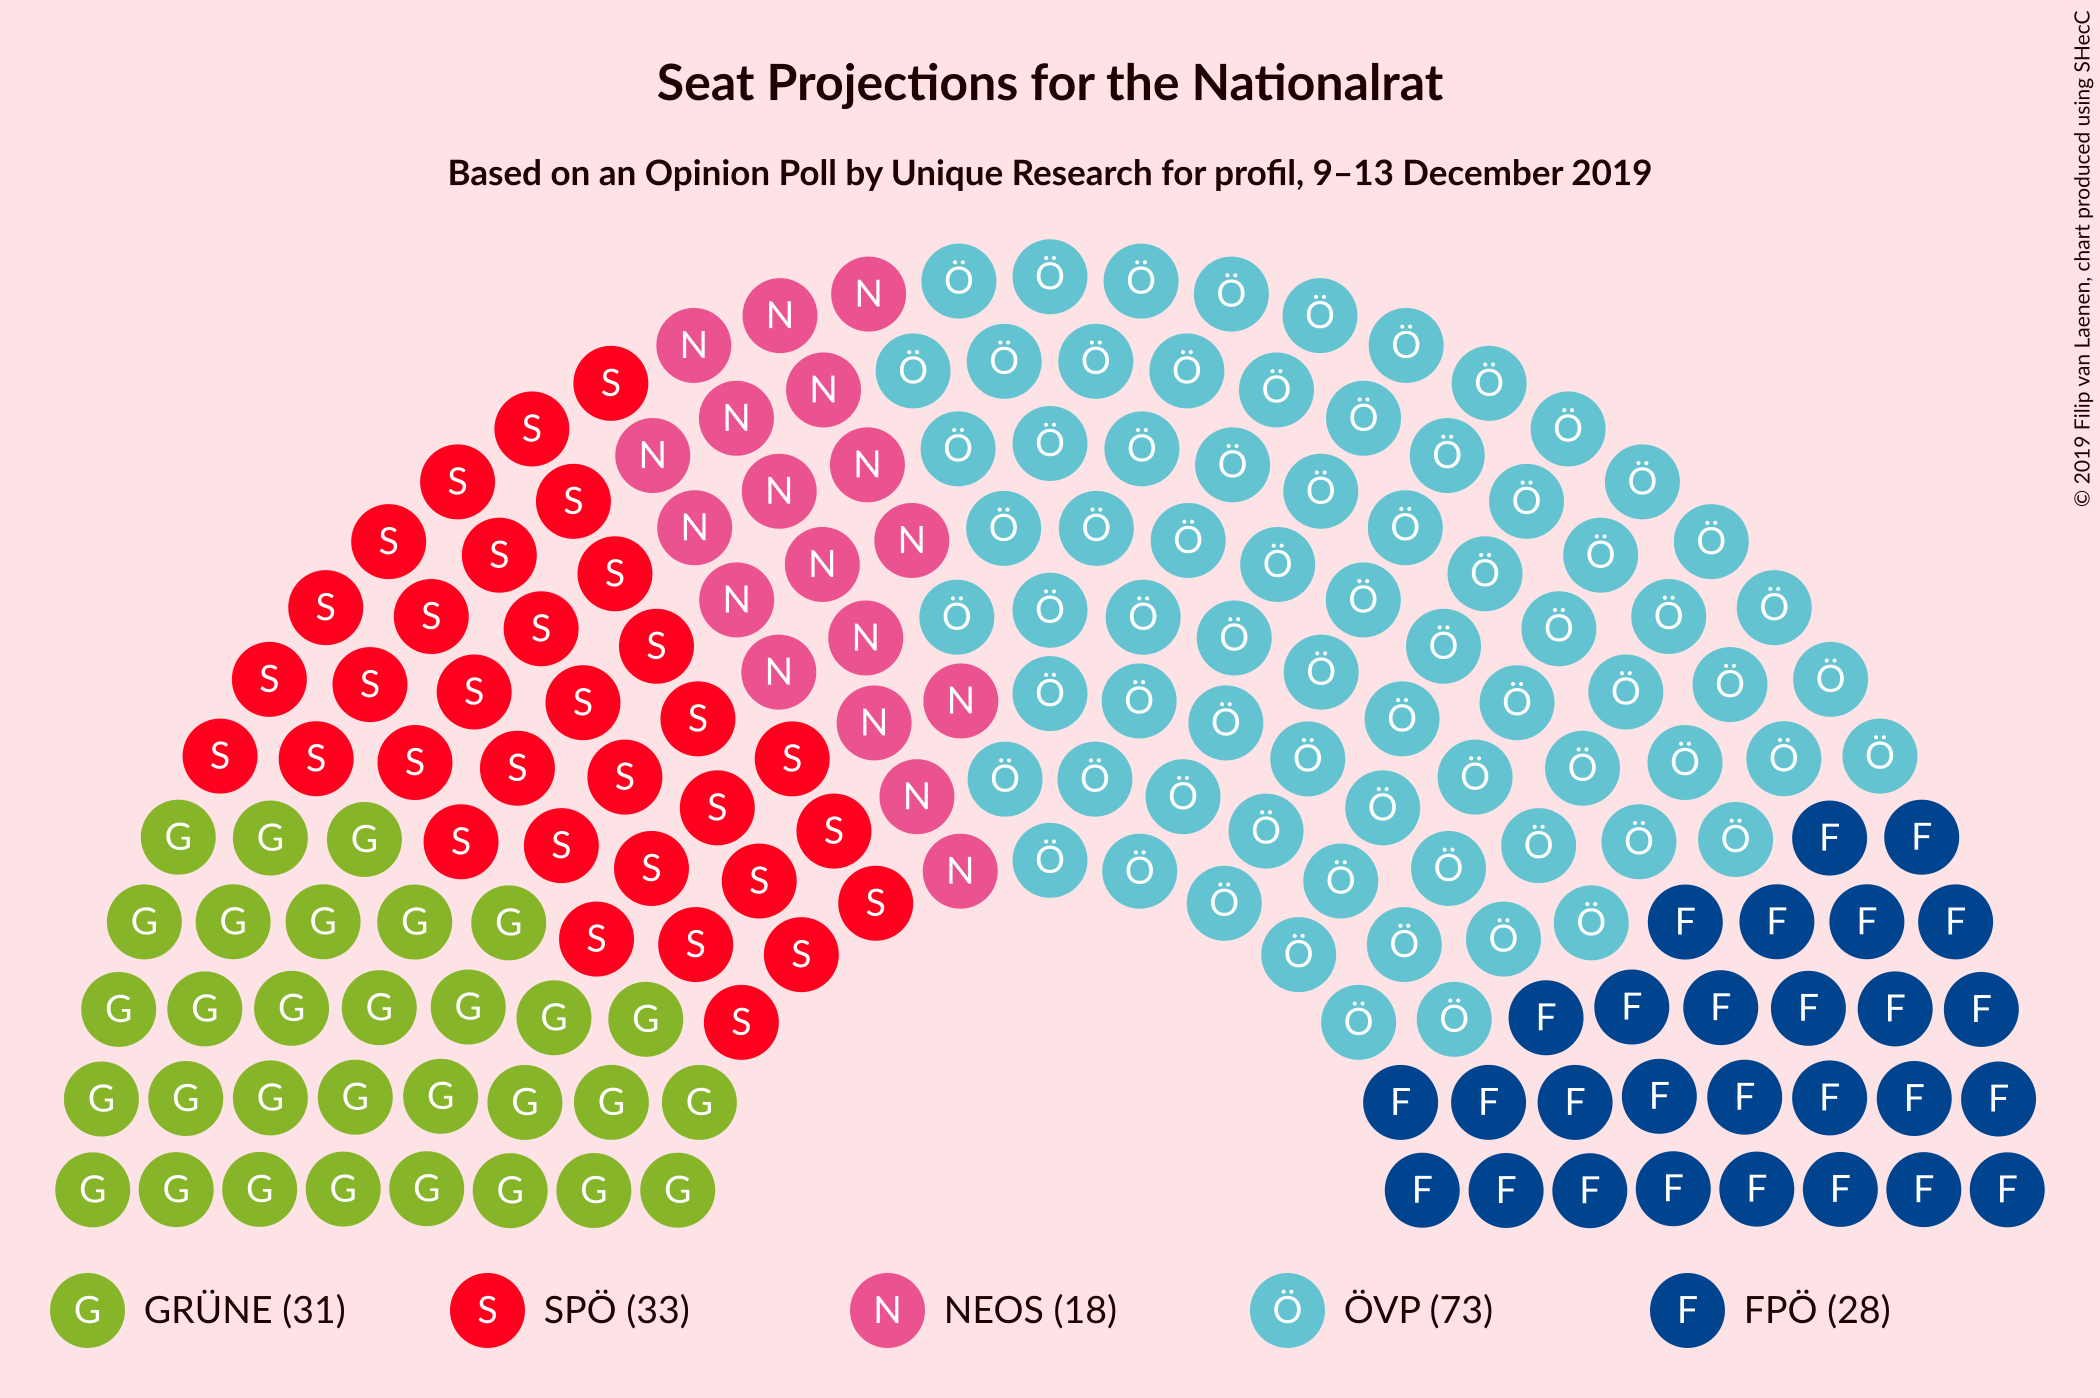 Seat Projections for the Nationalrat
Based on an Opinion Poll by Unique Research for profil, 9–13 December 2019
© 2019 Filip van Laenen, chart produced using SHecC
N N N Ö Ö Ö Ö Ö Ö Ö Ö Ö Ö Ö Ö Ö
S S S S S S S
G G G G G
F F F F F
G GRÜNE (31)
S SPÖ (33)
N NEOS (18)
Ö ÖVP (73)
F FPÖ (28)